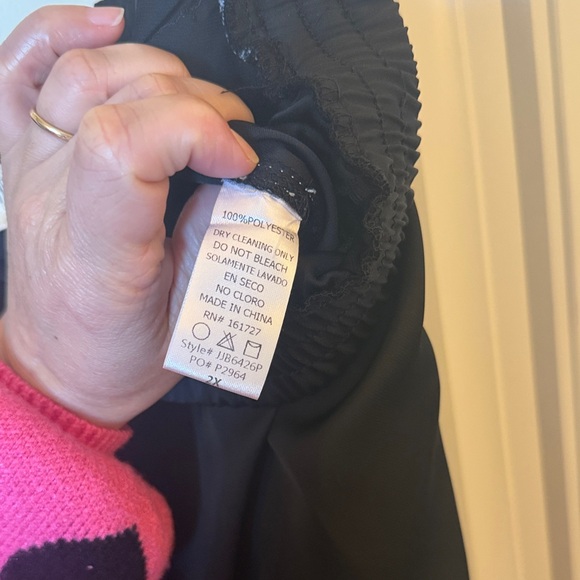 100%POLYESTER
DRY CLEANING ONLY
DO NOT BLEACH
SOLAMENTE LAVADO
EN SECO
NO CLORO
MADE IN CHINA
RN# 161727
Style# JJB6426P
PO# P2964
2X